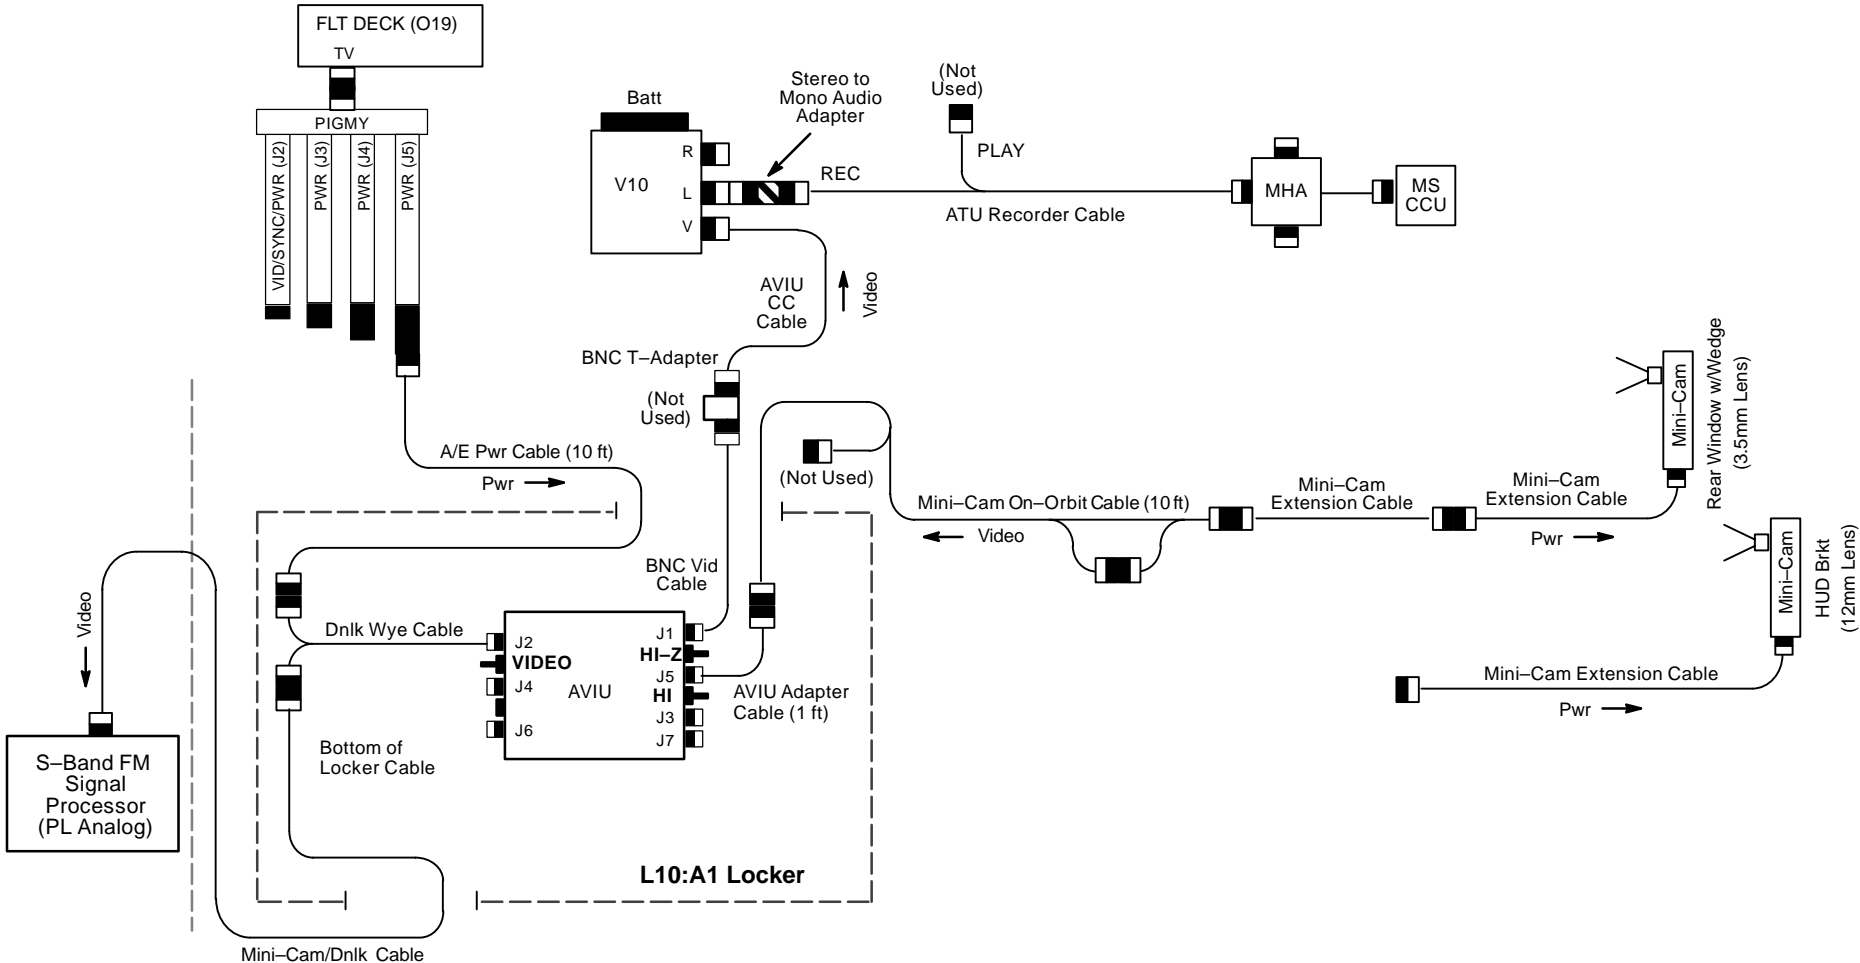 FLT DECK (O19)
TV
PIGMY
VID/SYNC/PWR (J2)
PWR (J3)
PWR (J4)
PWR (J5)
Batt
V10
R
L
V
Stereo to
Mono Audio
Adapter
REC
(Not
Used)
PLAY
ATU Recorder Cable
MHA
MS
CCU
AVIU
CC
Cable
Video
BNC T–Adapter
(Not
Used)
A/E Pwr Cable (10 ft)
Pwr
(Not Used)
Mini–Cam On–Orbit Cable (10 ft)
Video
Mini–Cam
Extension Cable
Mini–Cam
Extension Cable
Pwr
Mini–Cam
Rear Window w/Wedge
(3.5mm Lens)
Mini–Cam
HUD Brkt
(12mm Lens)
Mini–Cam Extension Cable
Pwr
BNC Vid
Cable
Video
Dnlk Wye Cable
J2
VIDEO
J4
J6
AVIU
J1
HI–Z
J5
HI
J3
J7
AVIU Adapter
Cable (1 ft)
Bottom of
Locker Cable
S–Band FM
Signal
Processor
(PL Analog)
L10:A1 Locker
Mini–Cam/Dnlk Cable